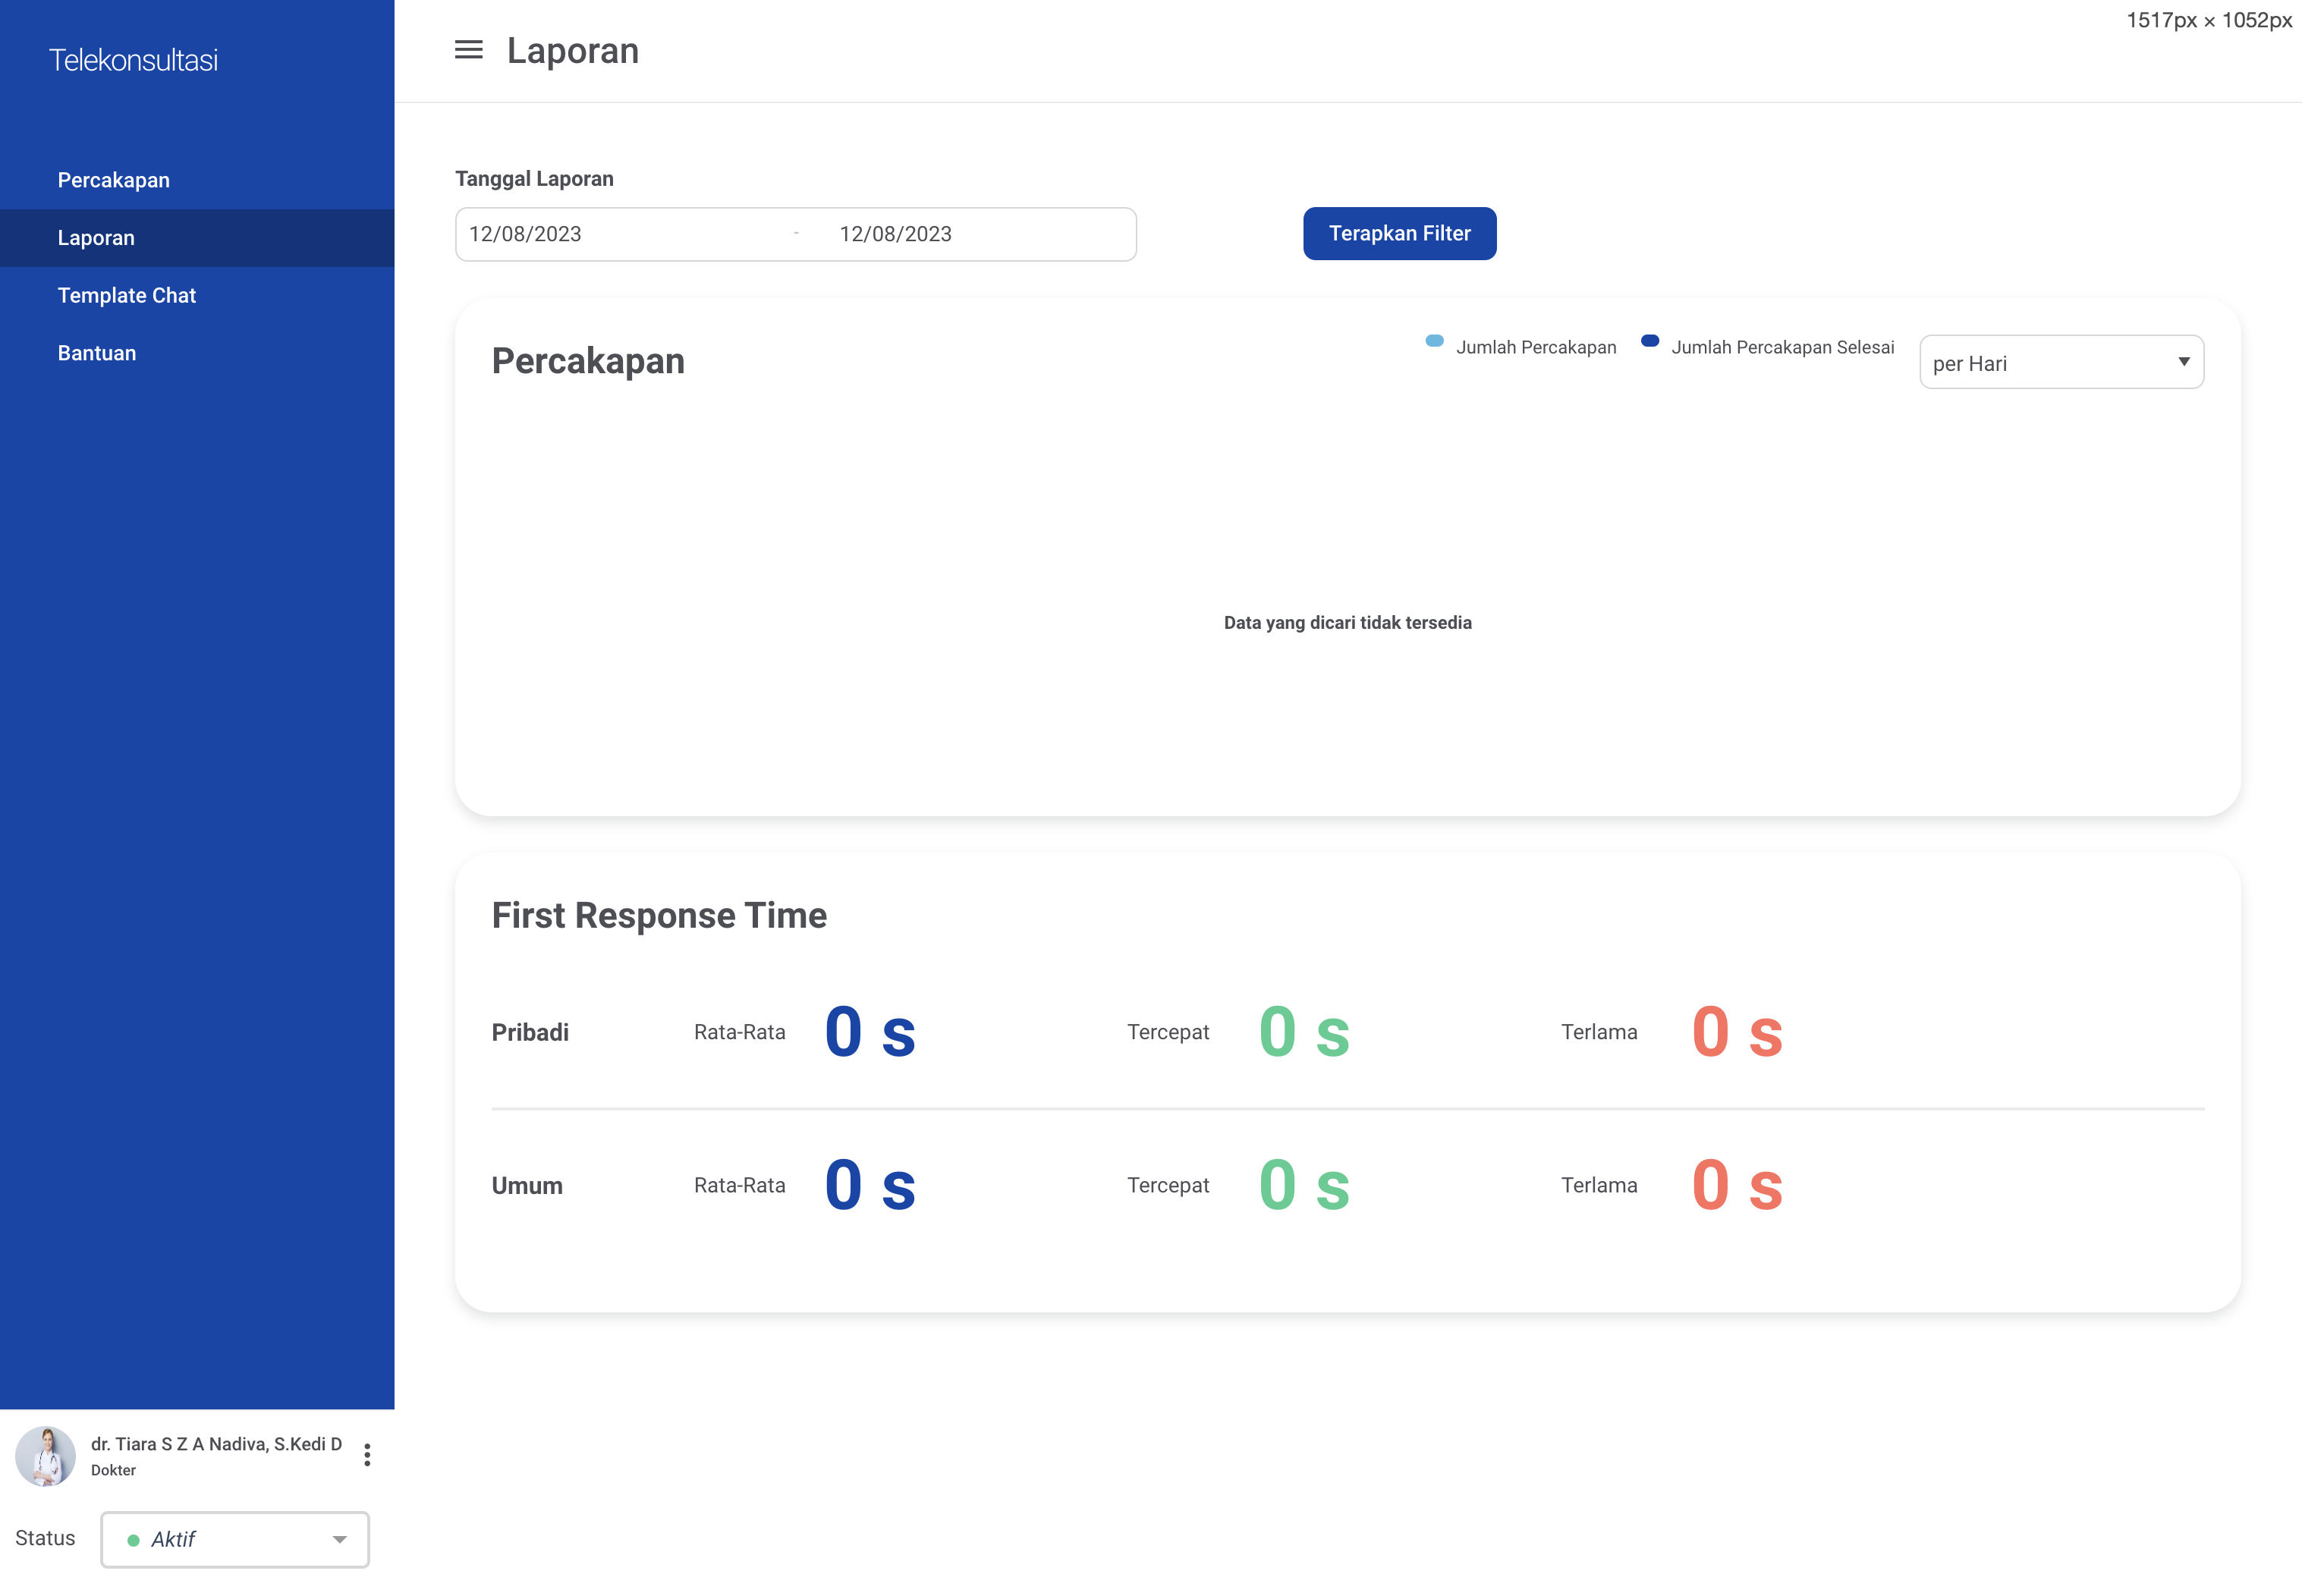 Telekonsultasi
Percakapan
Laporan
Template Chat
Bantuan
dr. Tiara S Z A Nadiva, S.Kedi D
Dokter
Status
Aktif
Laporan
1517px × 1052px
Tanggal Laporan
12/08/2023 - 12/08/2023
Terapkan Filter
Percakapan
Jumlah Percakapan
Jumlah Percakapan Selesai
per Hari
Data yang dicari tidak tersedia
First Response Time
Pribadi Rata-Rata 0 s Tercepat 0 s Terlama 0 s
Umum Rata-Rata 0 s Tercepat 0 s Terlama 0 s